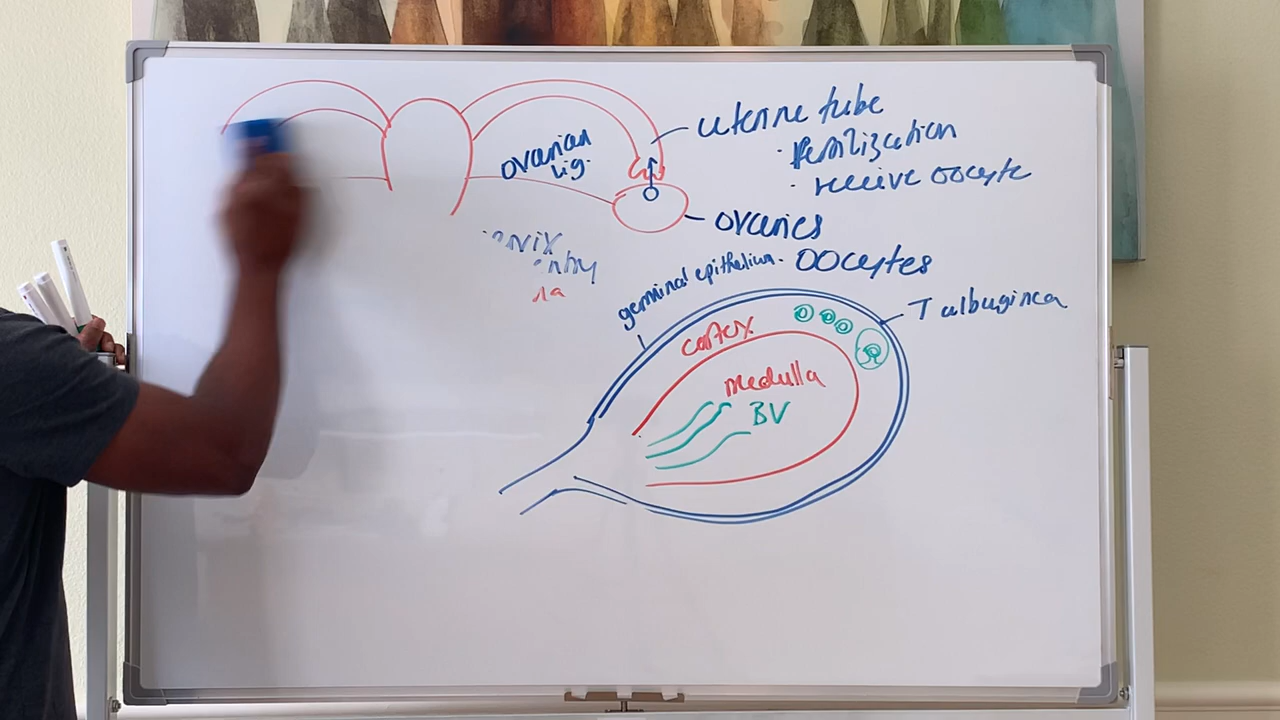 uterine tube
fertilization
receive oocyte
ovarian
lig.
ovaries
oocytes
germinal epithelium
T albuginea
cortex
medulla
BV